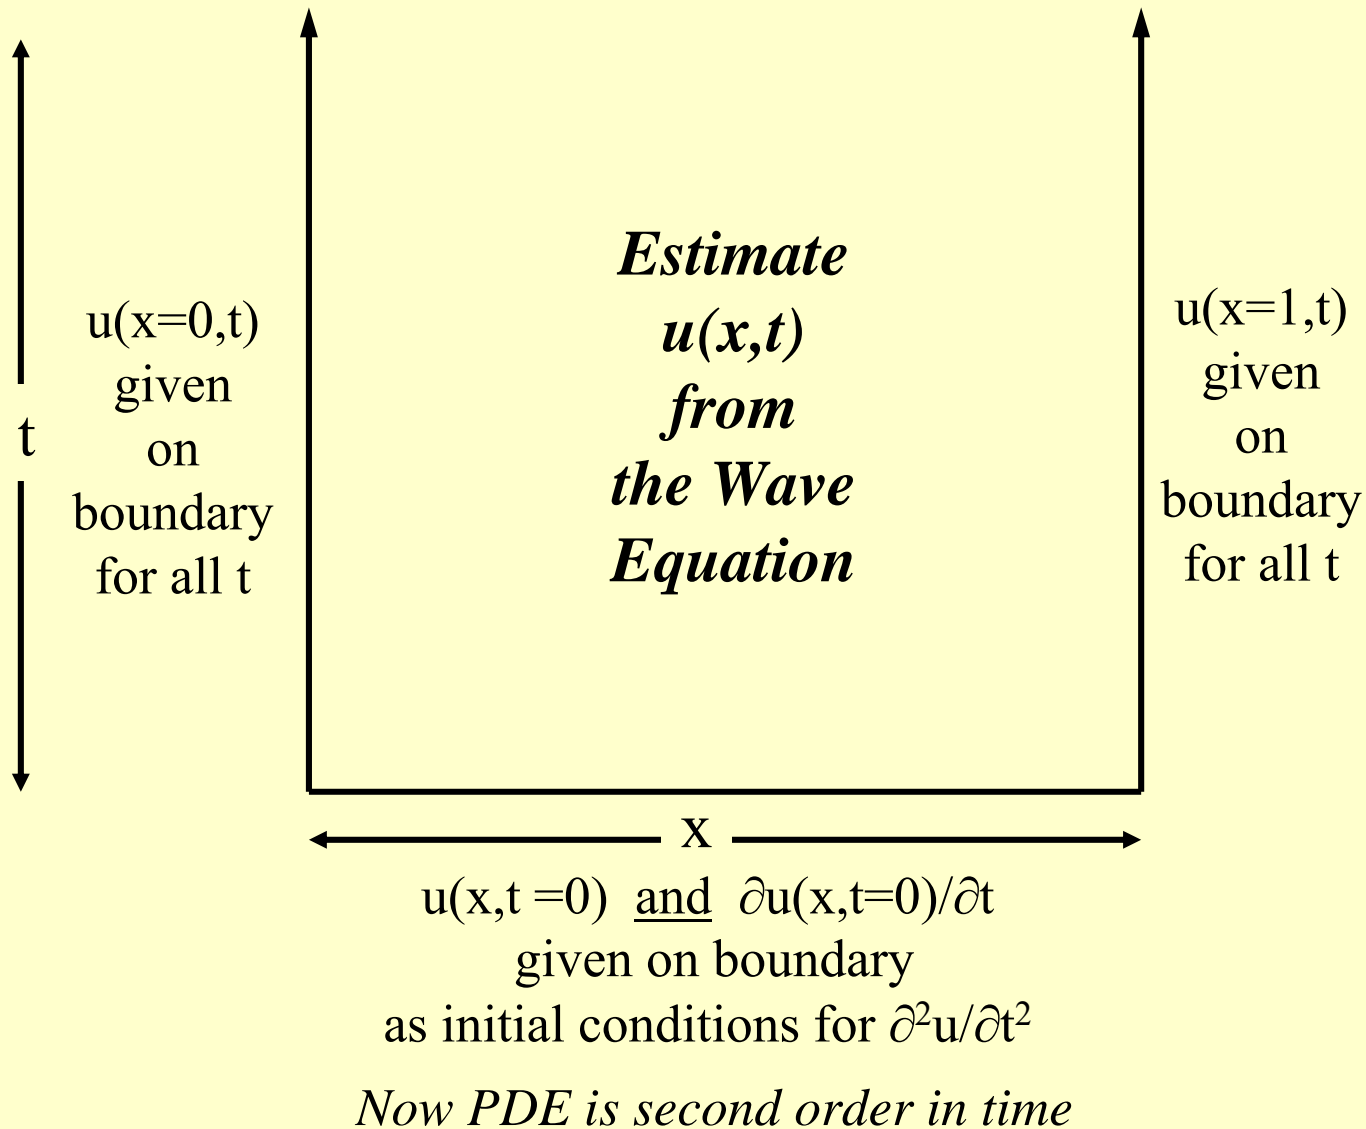 t
u(x=0,t)
given
on
boundary
for all t
Estimate
u(x,t)
from
the Wave
Equation
u(x=1,t)
given
on
boundary
for all t
x
u(x,t =0) and ∂u(x,t=0)/∂t
given on boundary
as initial conditions for ∂²u/∂t²
Now PDE is second order in time